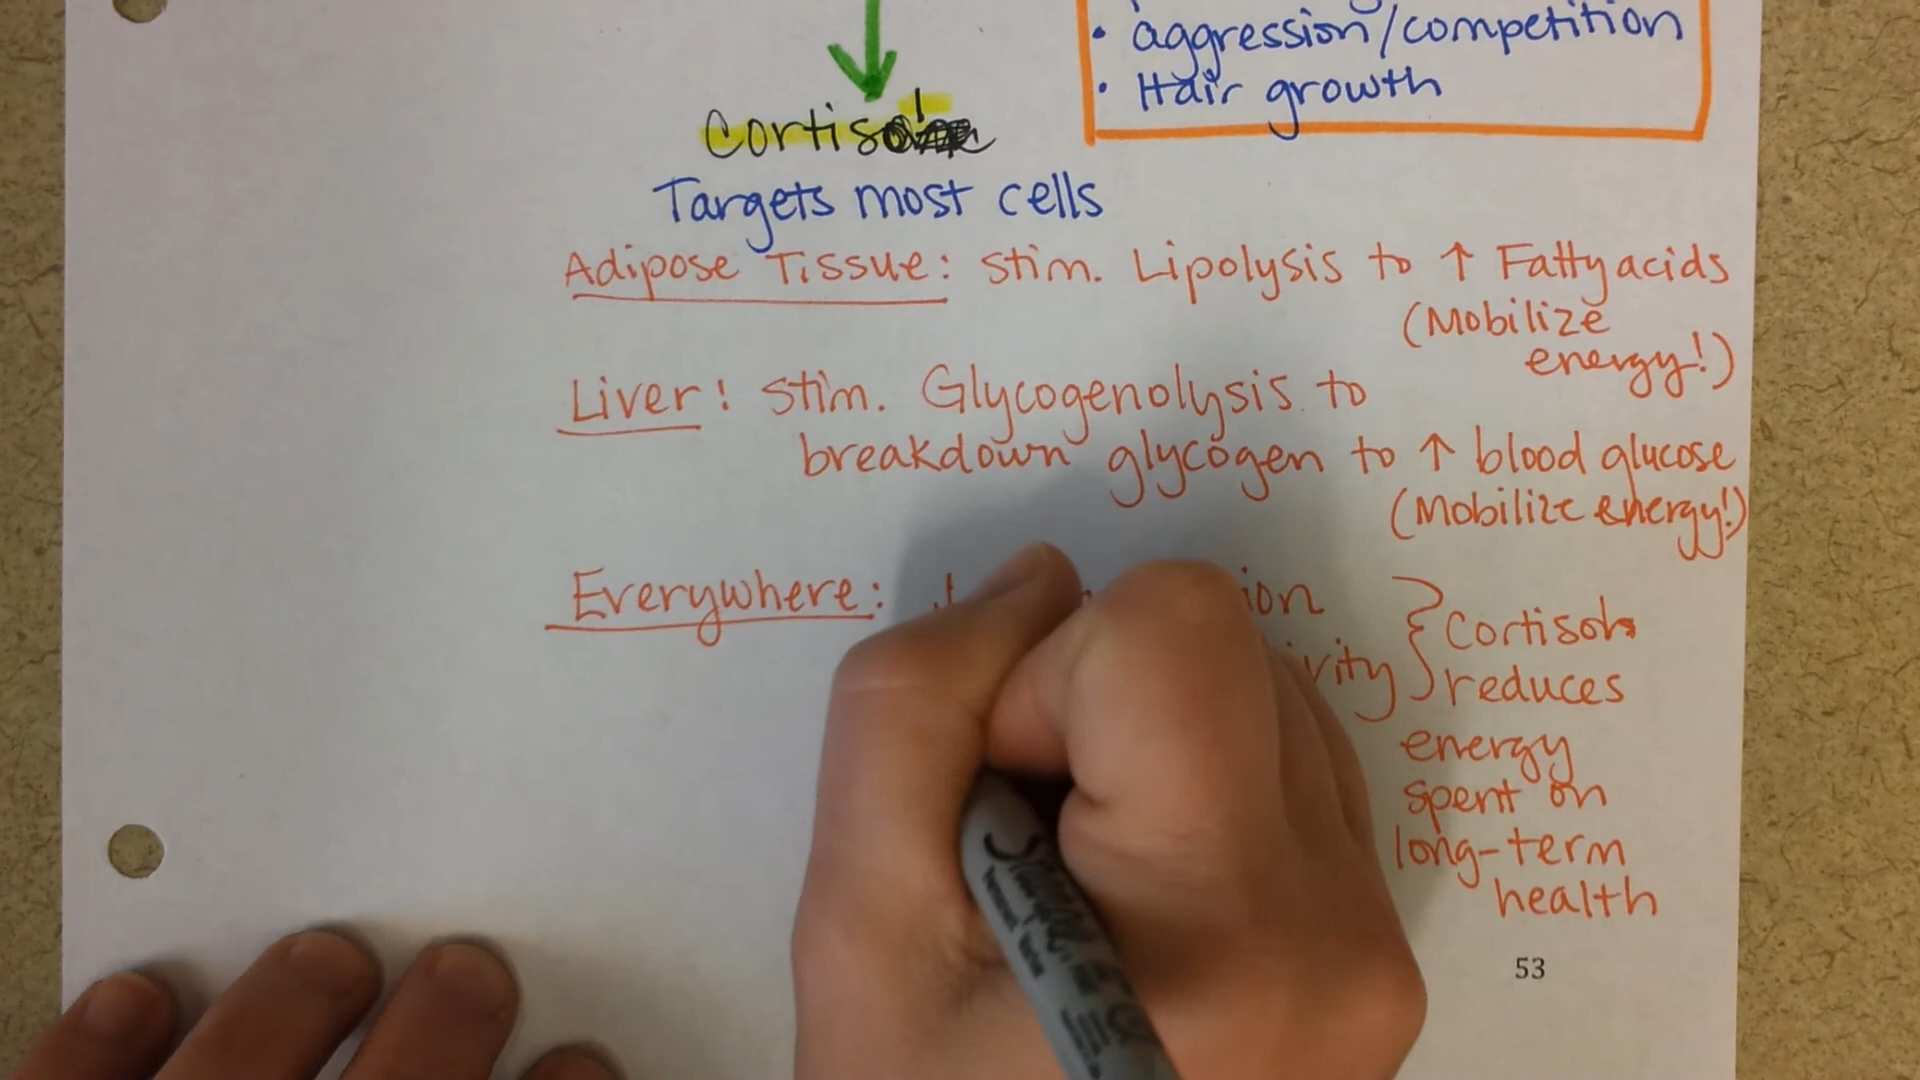 • aggression/competition
• Hair growth
Cortisol
Targets most cells
Adipose Tissue: stim. Lipolysis to ↑ Fatty acids
(Mobilize
energy!)
Liver: stim. Glycogenolysis to
breakdown glycogen to ↑ blood glucose
(Mobilize energy!)
Everywhere:
Cortisol
reduces
energy
spent on
long-term
health
53
Sharpie